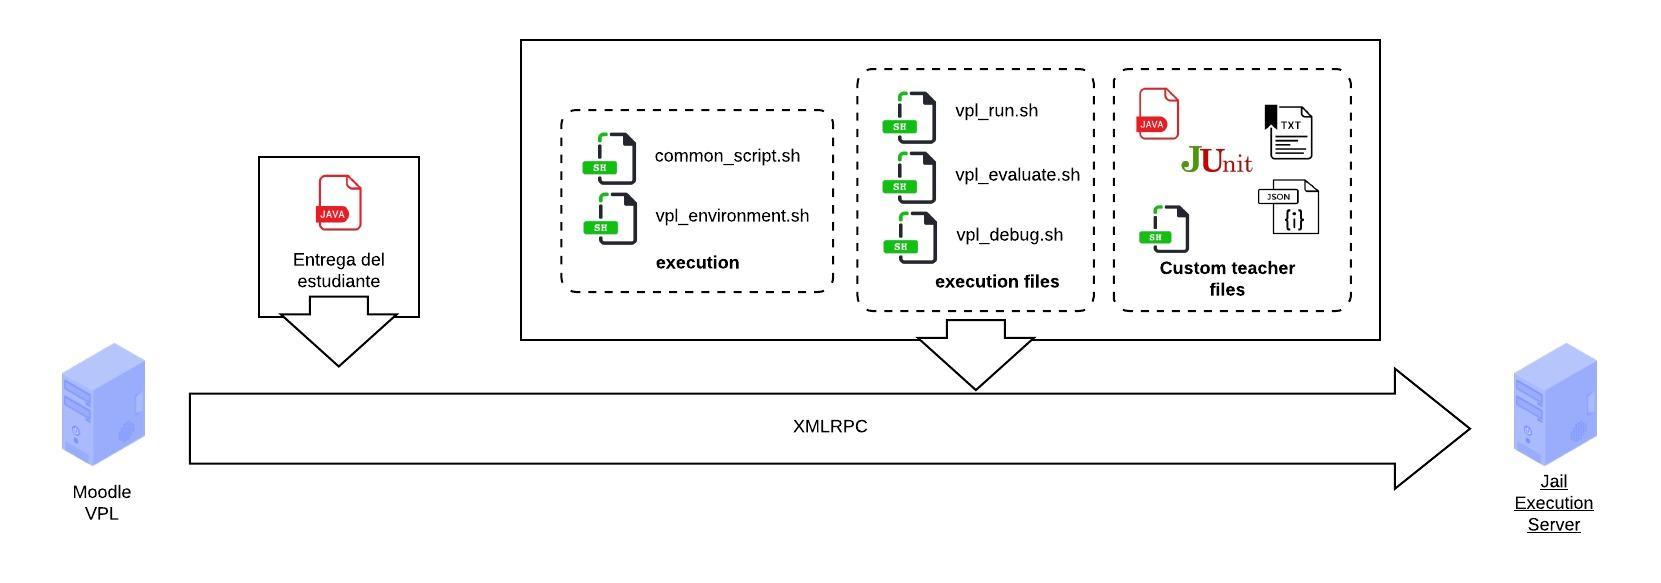 JAVA
Entrega del
estudiante
SH
common_script.sh
SH
vpl_environment.sh
execution
SH
vpl_run.sh
SH
vpl_evaluate.sh
SH
vpl_debug.sh
execution files
JAVA
TXT
JUnit
JSON
{i}
SH
Custom teacher
files
XMLRPC
Moodle
VPL
Jail
Execution
Server